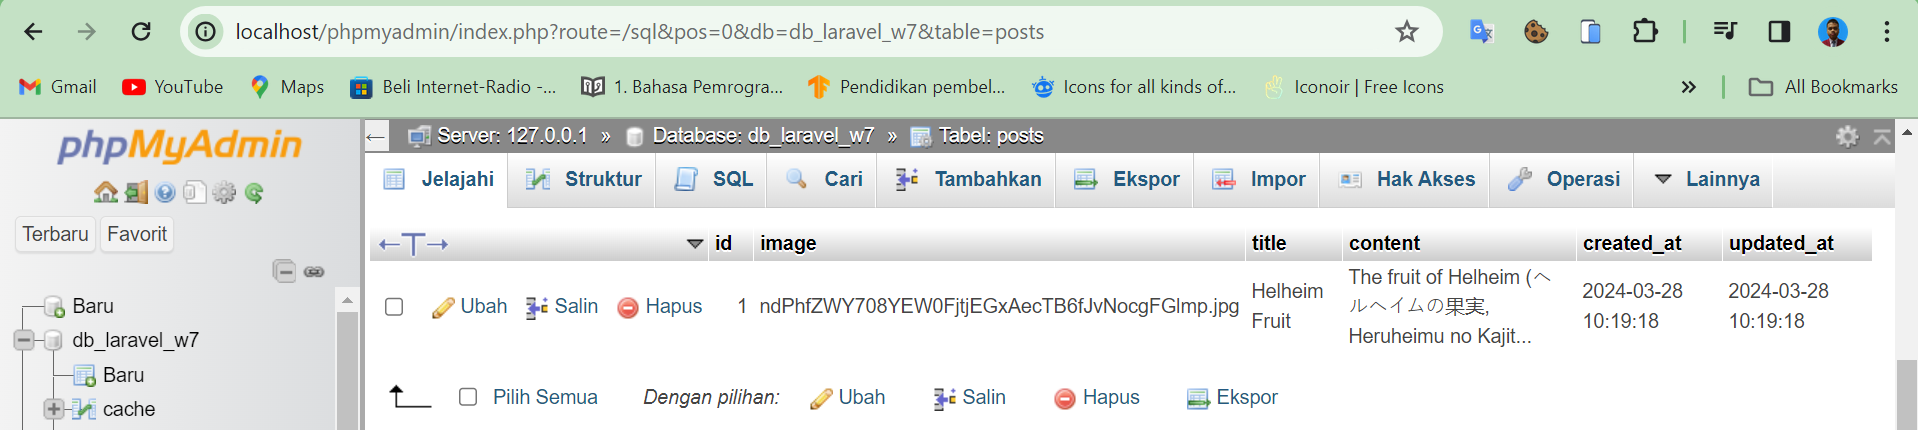 localhost/phpmyadmin/index.php?route=/sql&pos=0&db=db_laravel_w7&table=posts
Gmail YouTube Maps Beli Internet-Radio -... 1. Bahasa Pemrogra... Pendidikan pembel... Icons for all kinds of... Iconoir | Free Icons » All Bookmarks
phpMyAdmin
Terbaru Favorit
Baru
db_laravel_w7
Baru
cache
Server: 127.0.0.1 » Database: db_laravel_w7 » Tabel: posts
Jelajahi Struktur SQL Cari Tambahkan Ekspor Impor Hak Akses Operasi Lainnya
←T→ id image title content created_at updated_at
Ubah Salin Hapus 1 ndPhfZWY708YEW0FjtjEGxAecTB6fJvNocgFGlmp.jpg
Helheim
Fruit
The fruit of Helheim (ヘ
ルヘイムの果実,
Heruheimu no Kajit...
2024-03-28
10:19:18
2024-03-28
10:19:18
Pilih Semua Dengan pilihan: Ubah Salin Hapus Ekspor